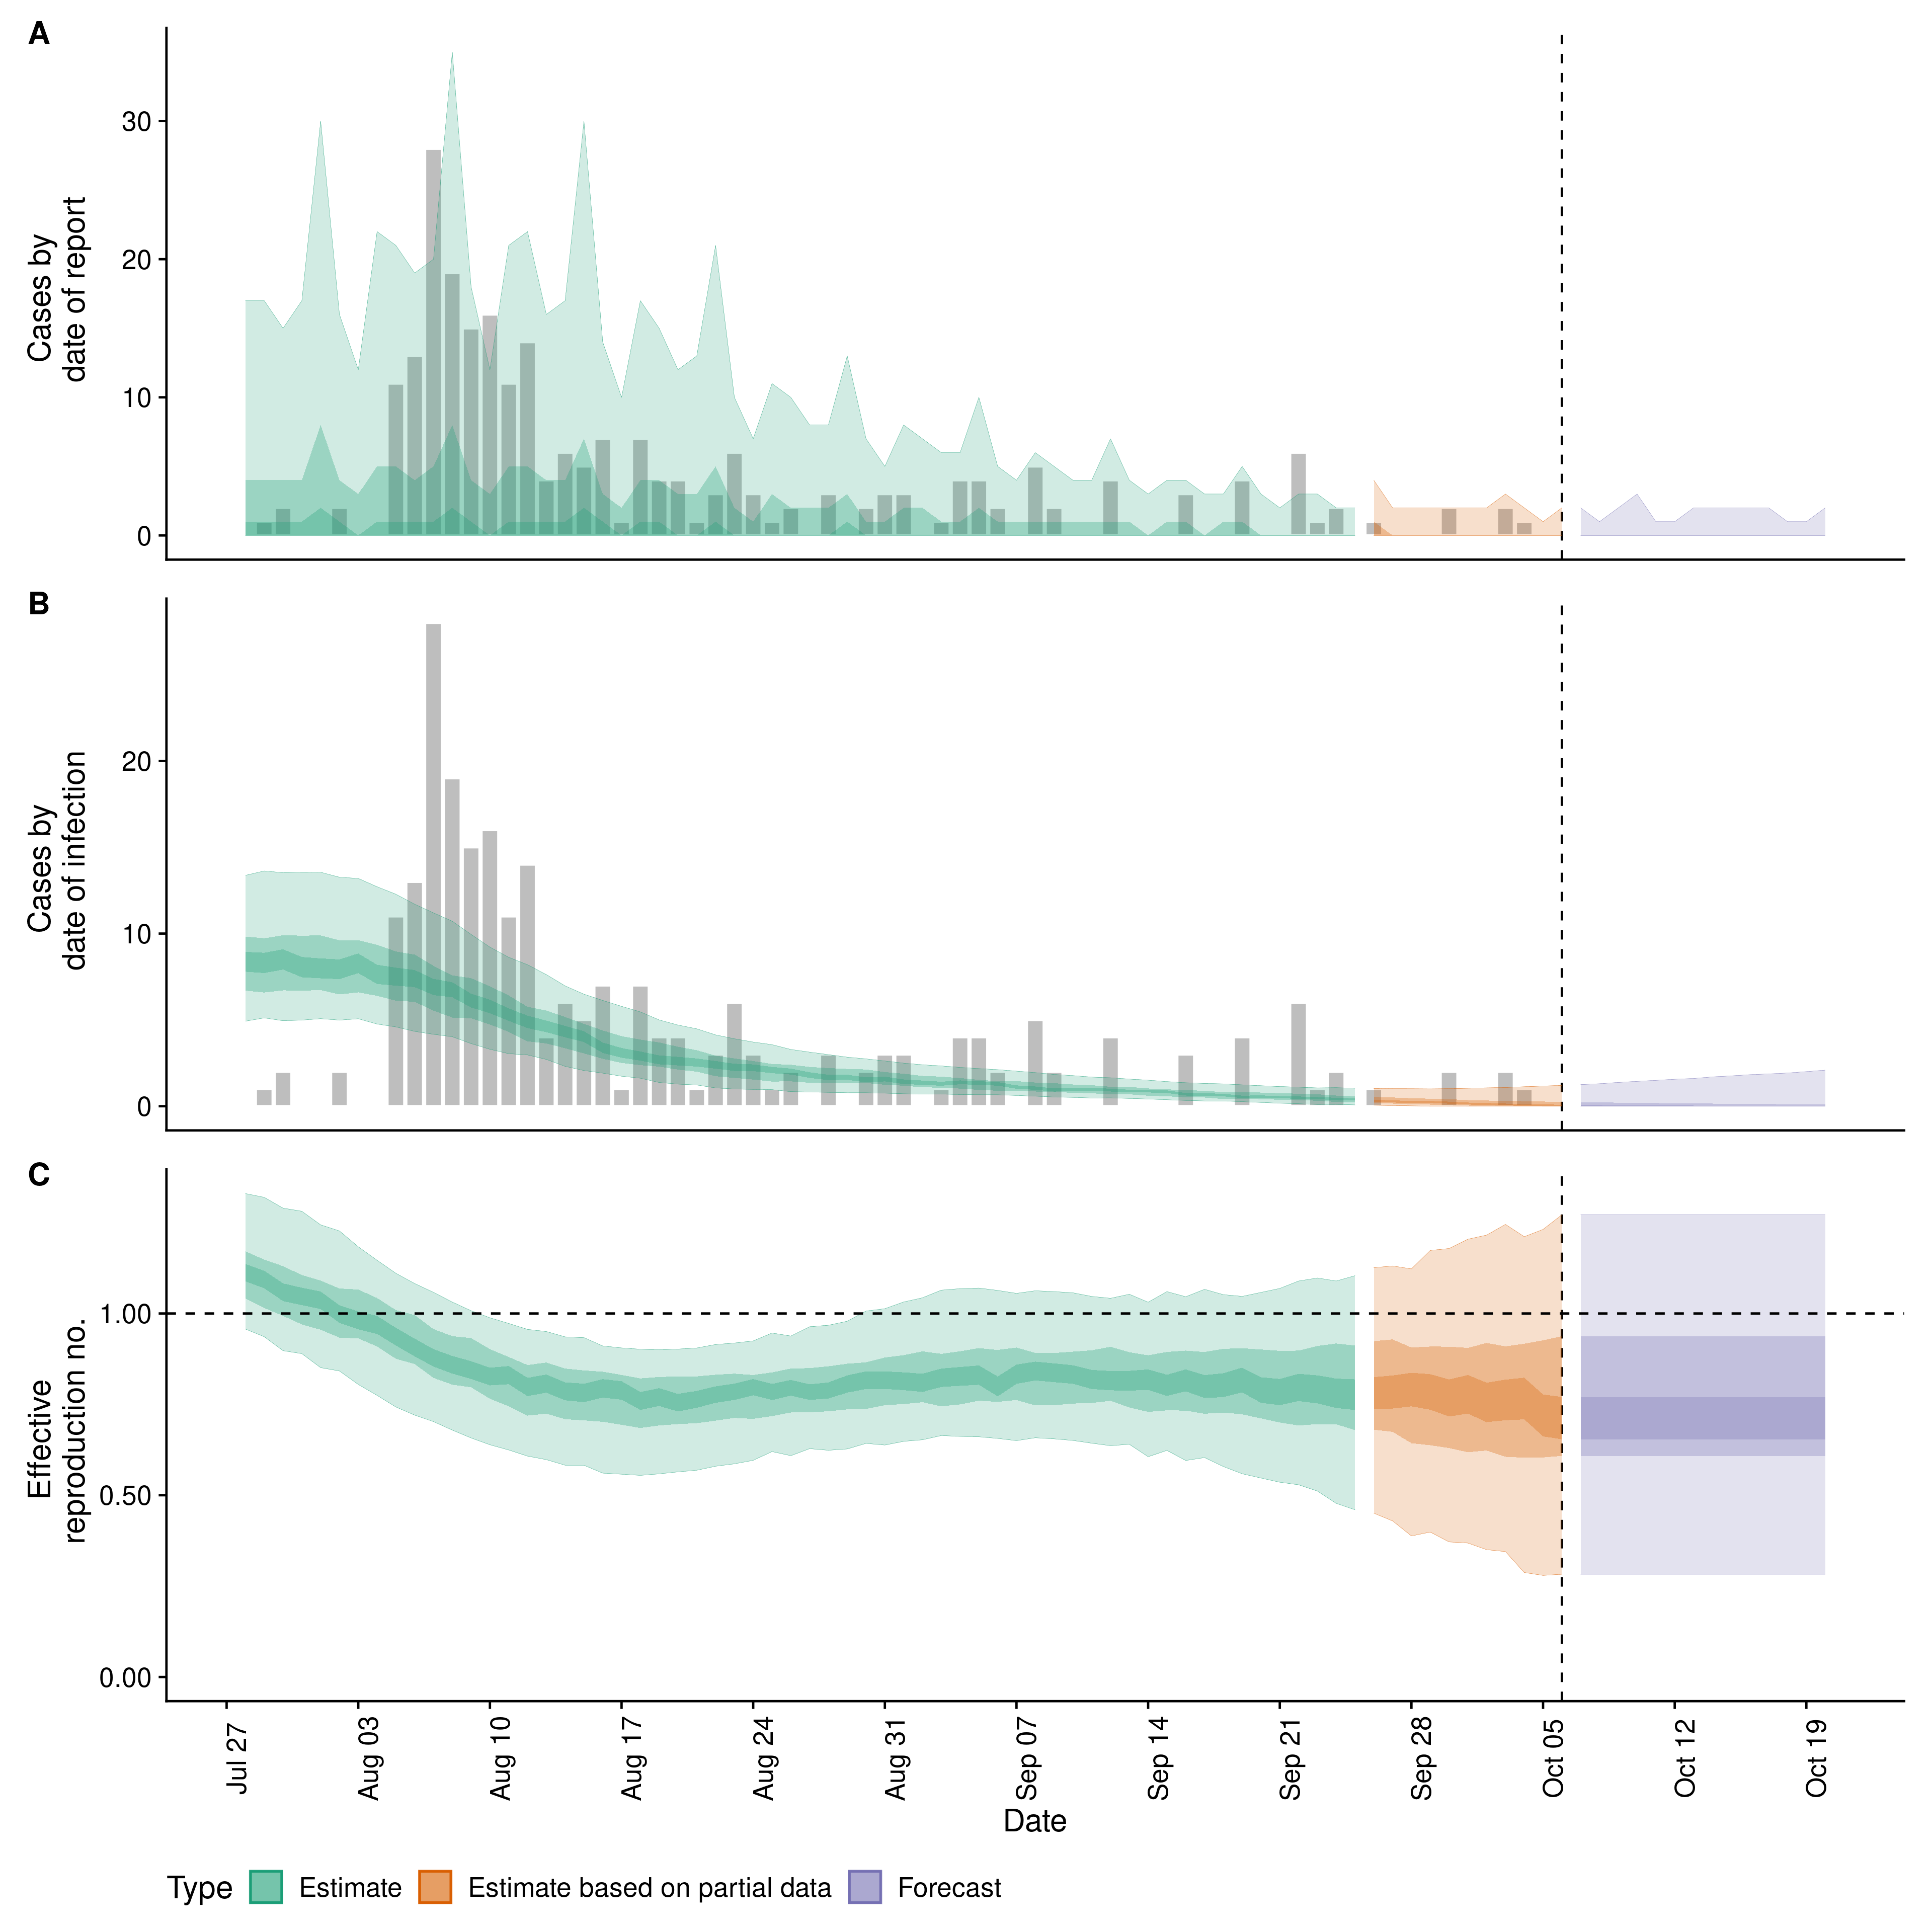 A
Cases by
date of report
30
20
10
0
B
Cases by
date of infection
20
10
0
C
Effective
reproduction no.
1.00
0.50
0.00
Jul 27
Aug 03
Aug 10
Aug 17
Aug 24
Aug 31
Sep 07
Sep 14
Sep 21
Sep 28
Oct 05
Oct 12
Oct 19
Date
Type Estimate Estimate based on partial data Forecast